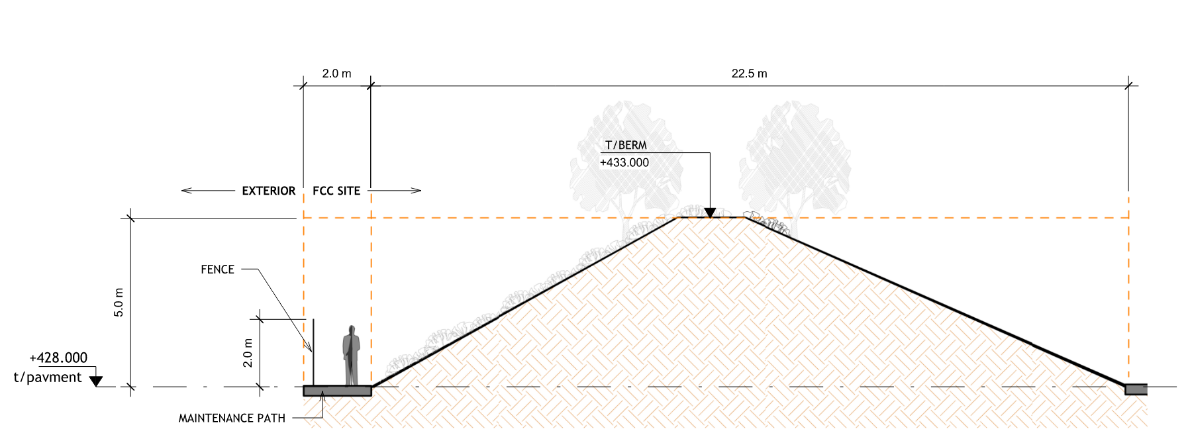 2.0 m
22.5 m
T/BERM
+433.000
EXTERIOR
FCC SITE
FENCE
5.0 m
2.0 m
+428.000
t/pavment
MAINTENANCE PATH